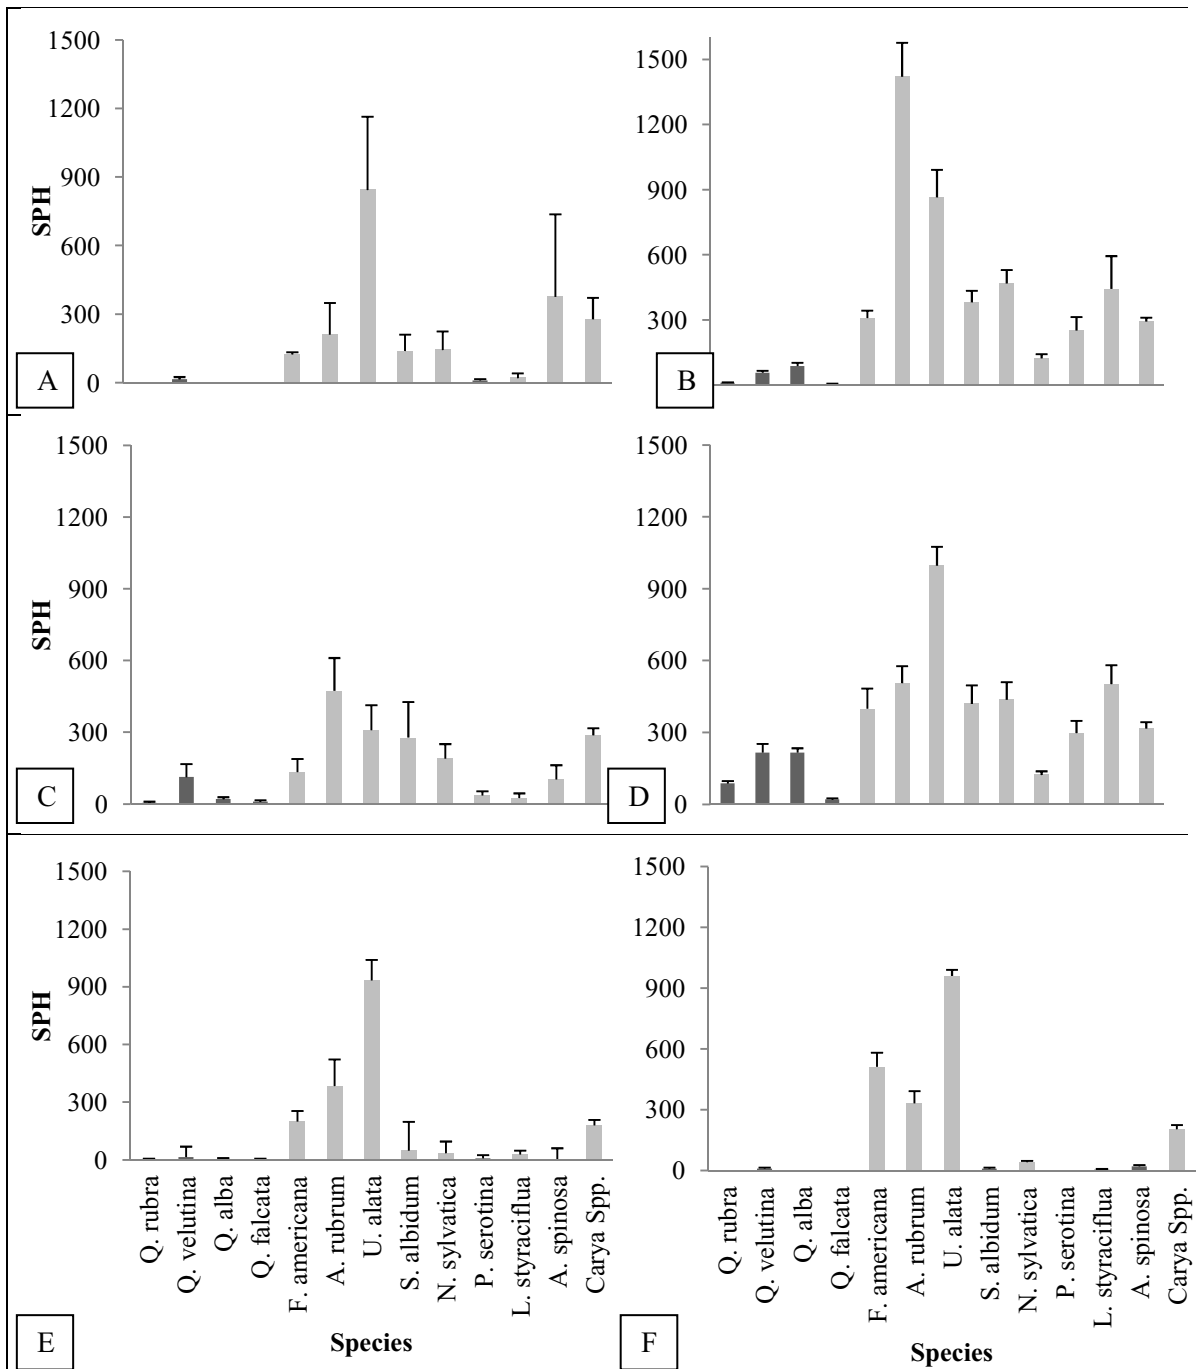 1500
1200
900
600
300
0
SPH
A
1500
1200
900
600
300
B
1500
1200
900
600
300
0
SPH
C
1500
1200
900
600
300
0
D
1500
1200
900
600
300
0
SPH
Q. rubra
Q. velutina
Q. alba
Q. falcata
F. americana
A. rubrum
U. alata
S. albidum
N. sylvatica
P. serotina
L. styraciflua
A. spinosa
Carya Spp.
Species
E
1500
1200
900
600
300
0
Q. rubra
Q. velutina
Q. alba
Q. falcata
F. americana
A. rubrum
U. alata
S. albidum
N. sylvatica
P. serotina
L. styraciflua
A. spinosa
Carya Spp.
Species
F